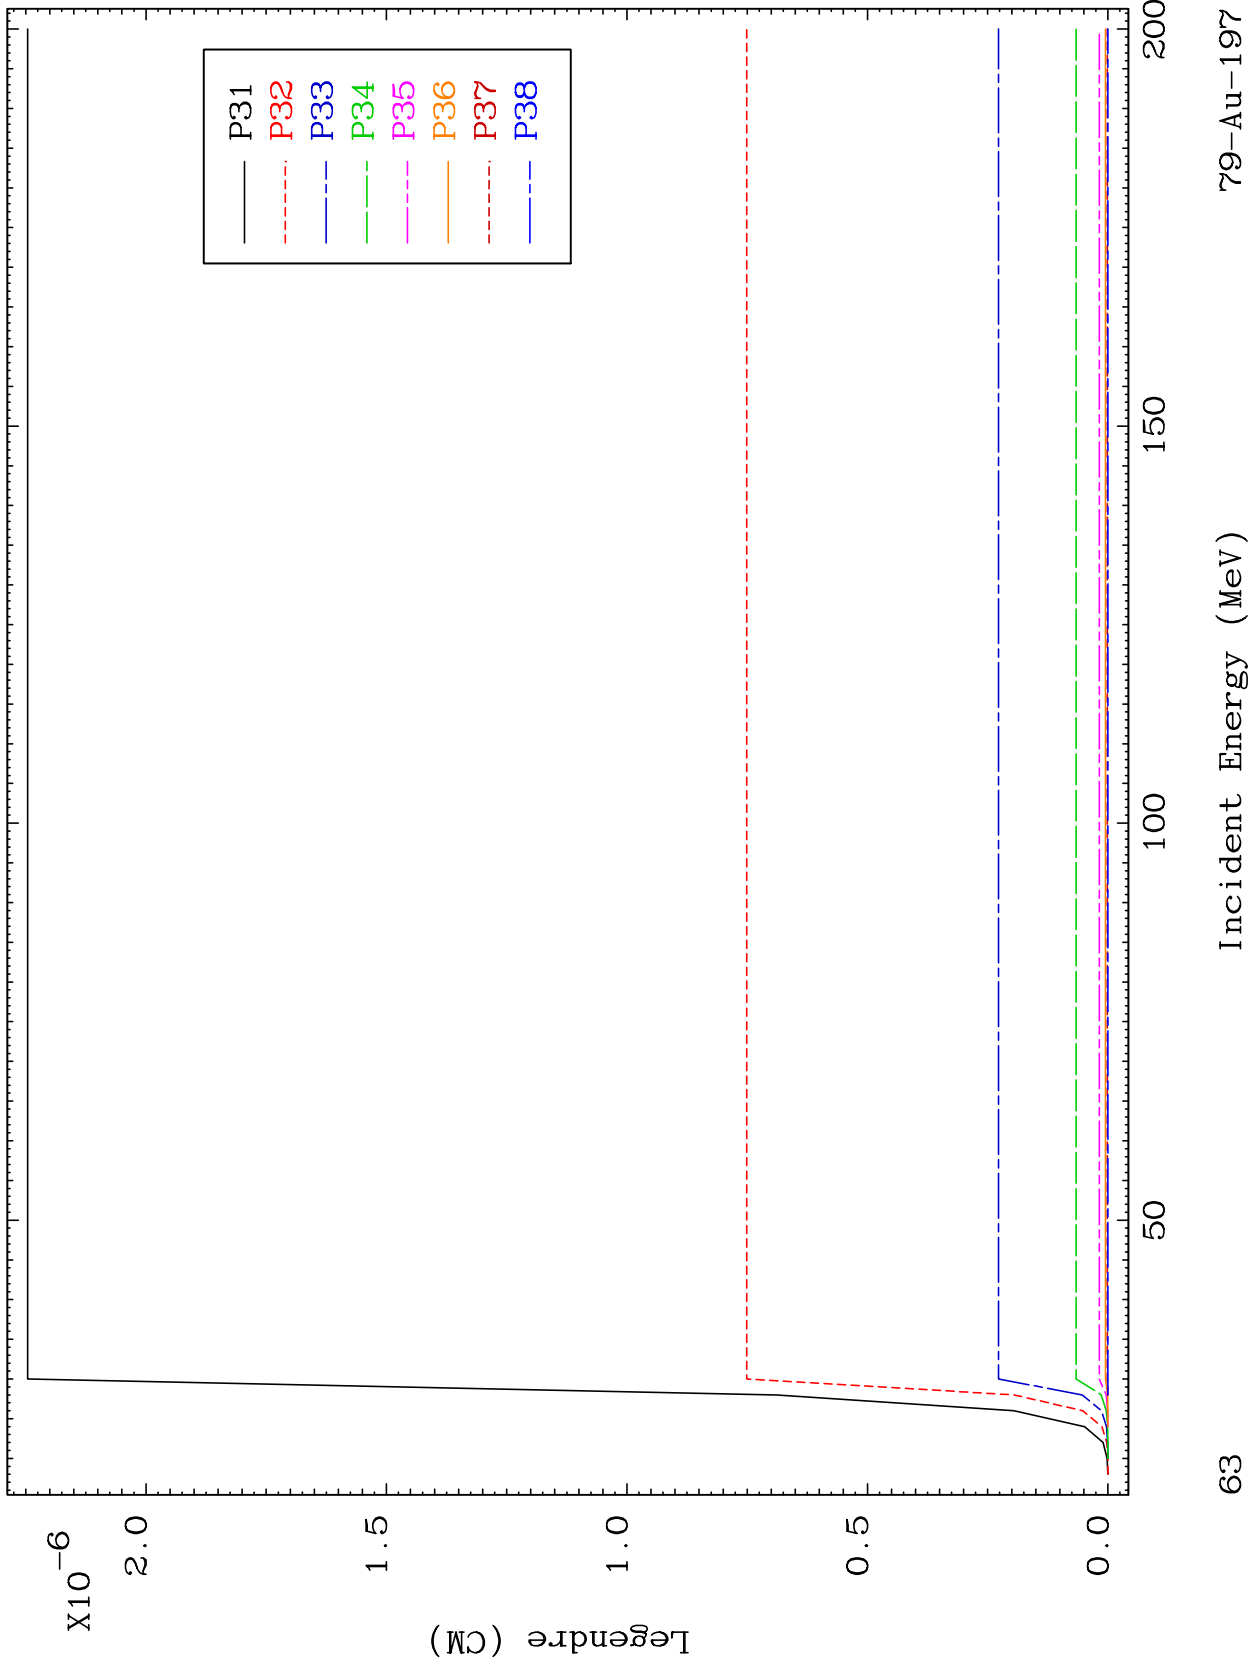 X10-6
2.0
1.5
1.0
0.5
0.0
Legendre (CM)
P31
P32
P33
P34
P35
P36
P37
P38
50
100
150
200
63
Incident Energy (MeV)
79-Au-197